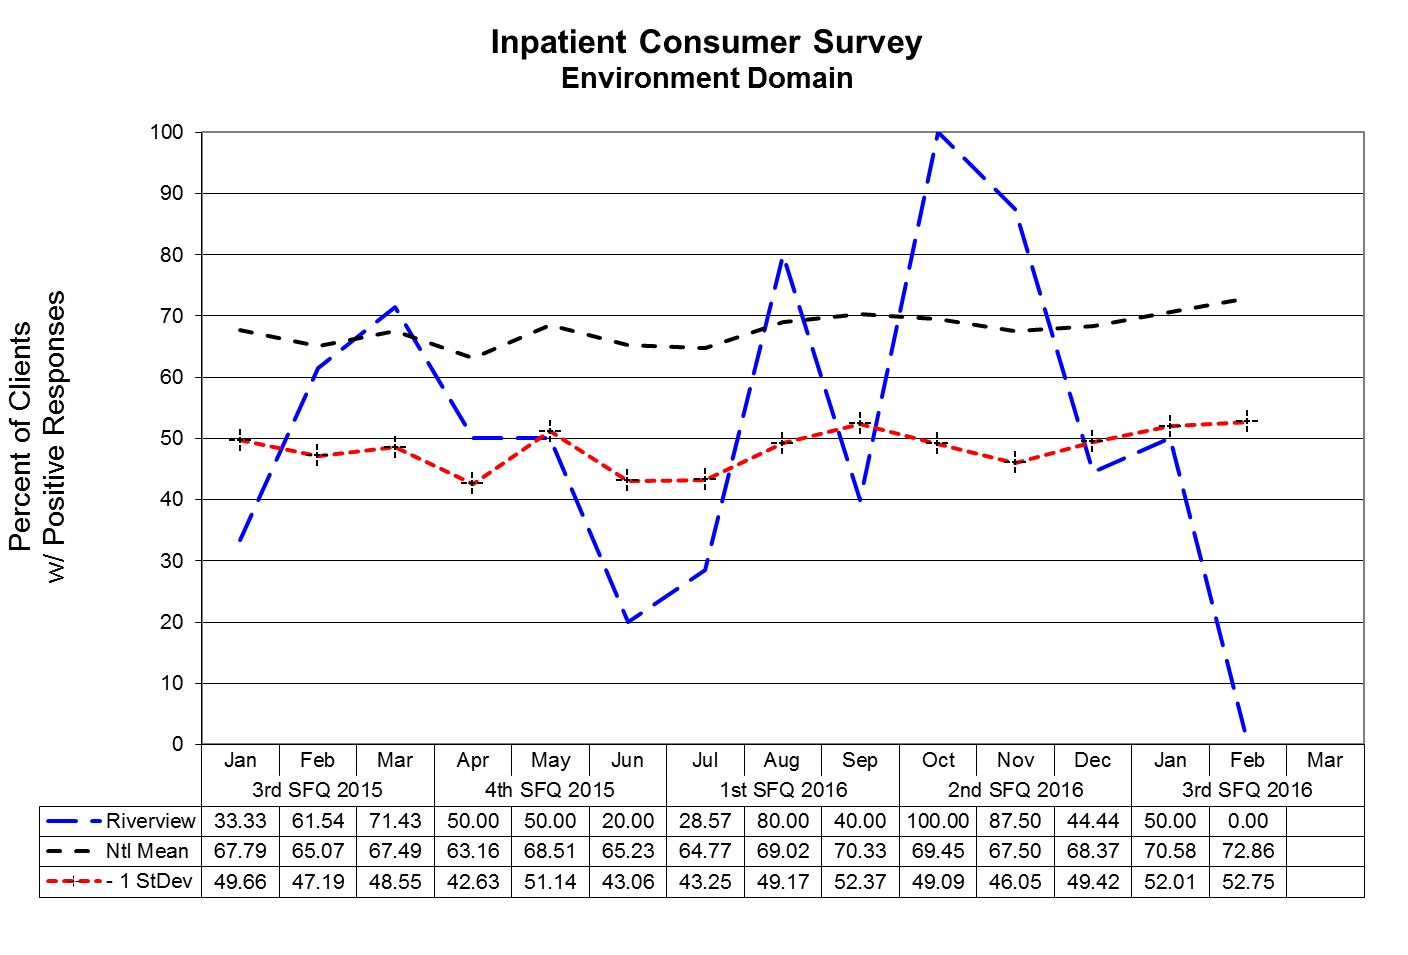 Inpatient Consumer Survey
Environment Domain
Percent of Clients
w/ Positive Responses
100
90
80
70
60
50
40
30
20
10
0
Jan Feb Mar Apr May Jun Jul Aug Sep Oct Nov Dec Jan Feb Mar
3rd SFQ 2015 4th SFQ 2015 1st SFQ 2016 2nd SFQ 2016 3rd SFQ 2016
Riverview 33.33 61.54 71.43 50.00 50.00 20.00 28.57 80.00 40.00 100.00 87.50 44.44 50.00 0.00
Ntl Mean 67.79 65.07 67.49 63.16 68.51 65.23 64.77 69.02 70.33 69.45 67.50 68.37 70.58 72.86
- 1 StDev 49.66 47.19 48.55 42.63 51.14 43.06 43.25 49.17 52.37 49.09 46.05 49.42 52.01 52.75